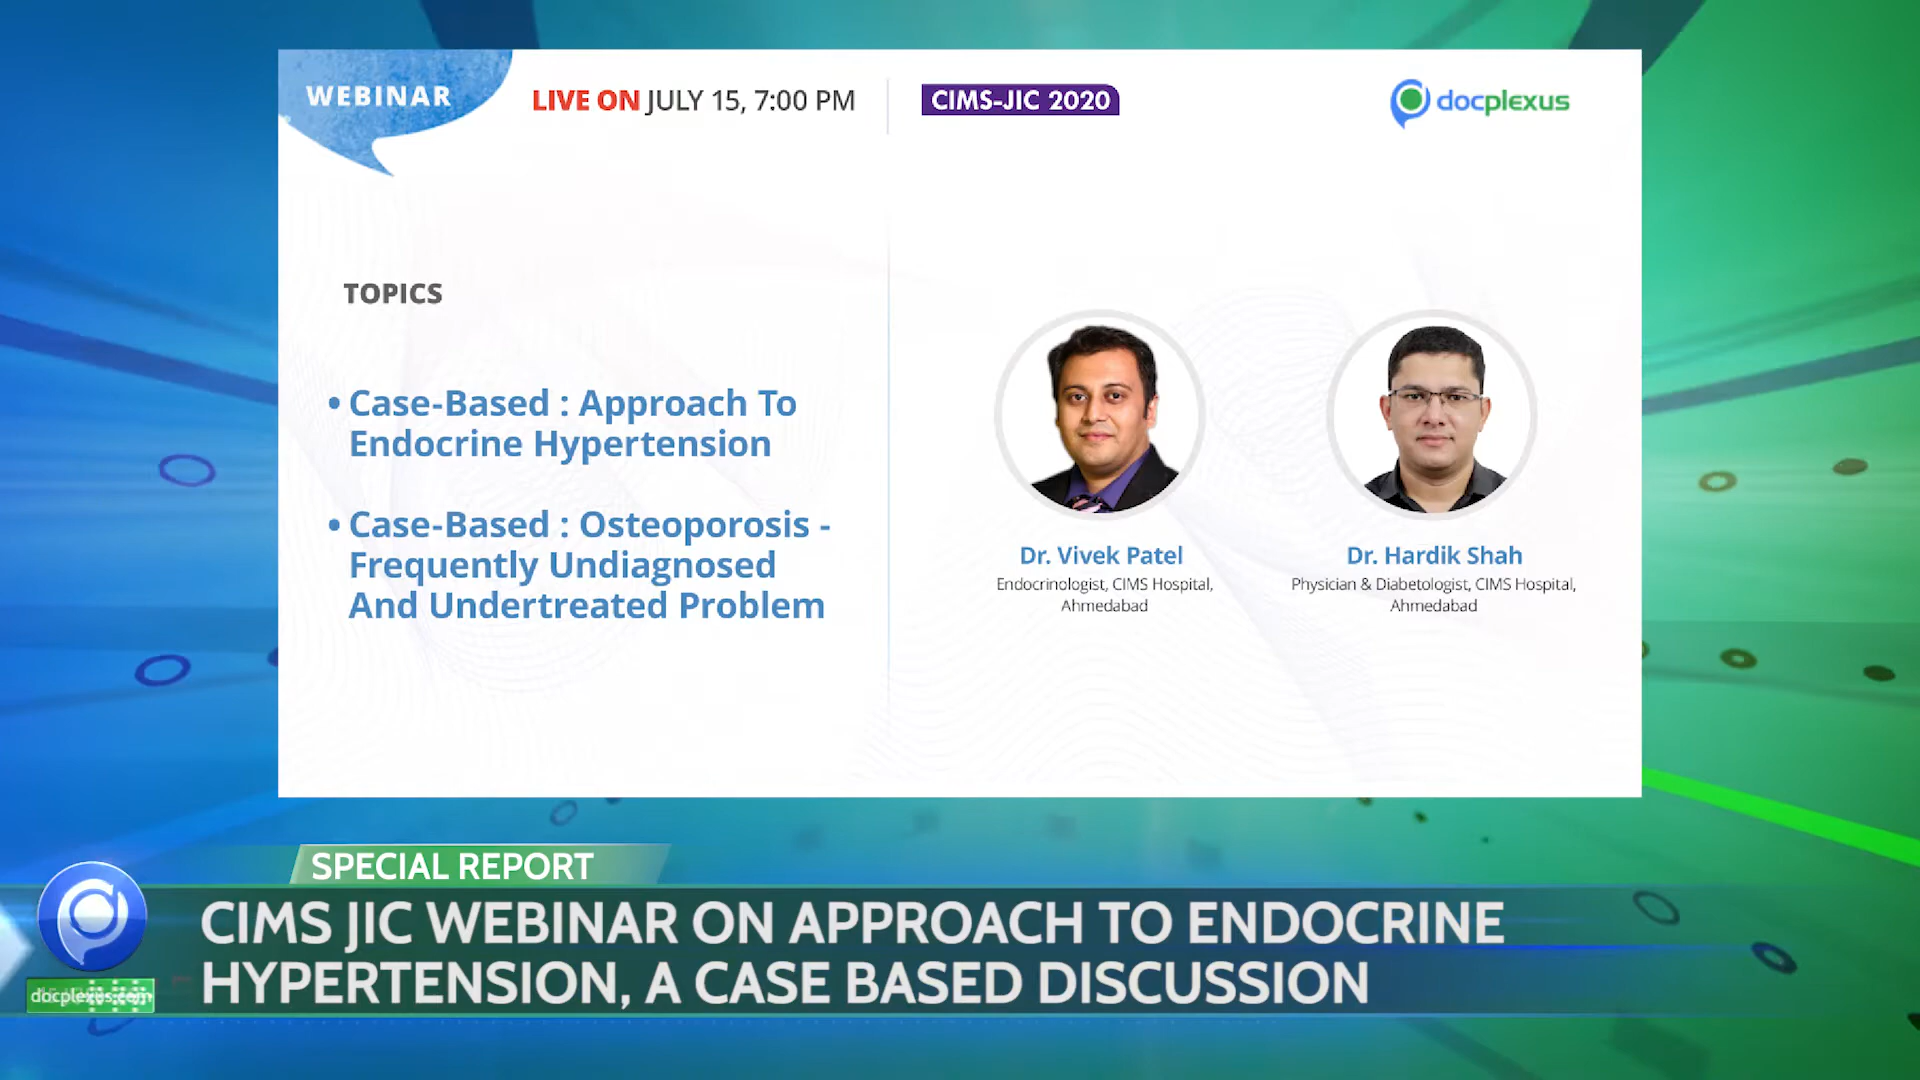 WEBINAR
LIVE ON JULY 15, 7:00 PM
CIMS-JIC 2020
docplexus
TOPICS
• Case-Based : Approach To
Endocrine Hypertension
• Case-Based : Osteoporosis -
Frequently Undiagnosed
And Undertreated Problem
Dr. Vivek Patel
Endocrinologist, CIMS Hospital,
Ahmedabad
Dr. Hardik Shah
Physician & Diabetologist, CIMS Hospital,
Ahmedabad
SPECIAL REPORT
CIMS JIC WEBINAR ON APPROACH TO ENDOCRINE
HYPERTENSION, A CASE BASED DISCUSSION
docplexus.com